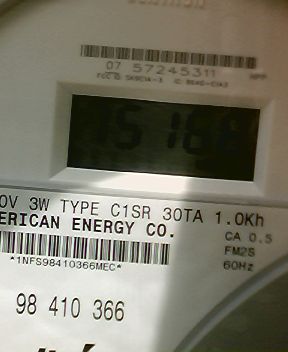 07 57245311
15168
0V 3W TYPE C1SR 30TA 1.0Kh
ERICAN ENERGY CO.
CA 0.5
FM2S
60Hz
*1NFS98410366MEC*
98 410 366